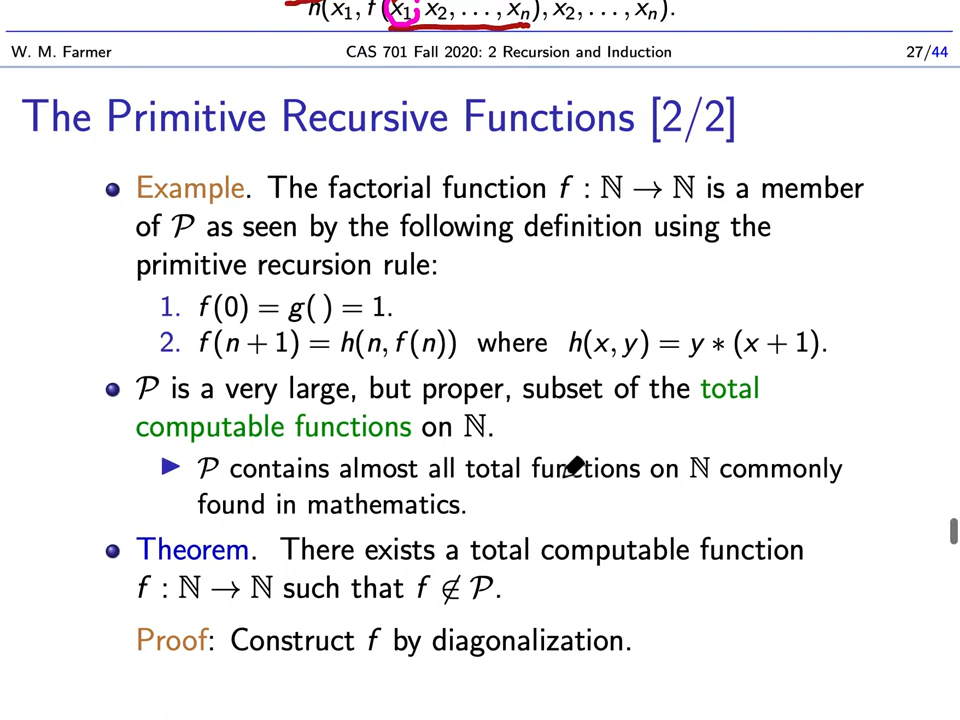 h(x₁, f(x₁, x₂, . . . , xₙ), x₂, . . . , xₙ).
W. M. Farmer CAS 701 Fall 2020: 2 Recursion and Induction 27/44
The Primitive Recursive Functions [2/2]
Example. The factorial function f : ℕ → ℕ is a member
of 𝒫 as seen by the following definition using the
primitive recursion rule:
1. f(0) = g( ) = 1.
2. f(n + 1) = h(n, f(n)) where h(x, y) = y ∗ (x + 1).
𝒫 is a very large, but proper, subset of the total
computable functions on ℕ.
▶ 𝒫 contains almost all total functions on ℕ commonly
found in mathematics.
Theorem. There exists a total computable function
f : ℕ → ℕ such that f ∉ 𝒫.
Proof: Construct f by diagonalization.